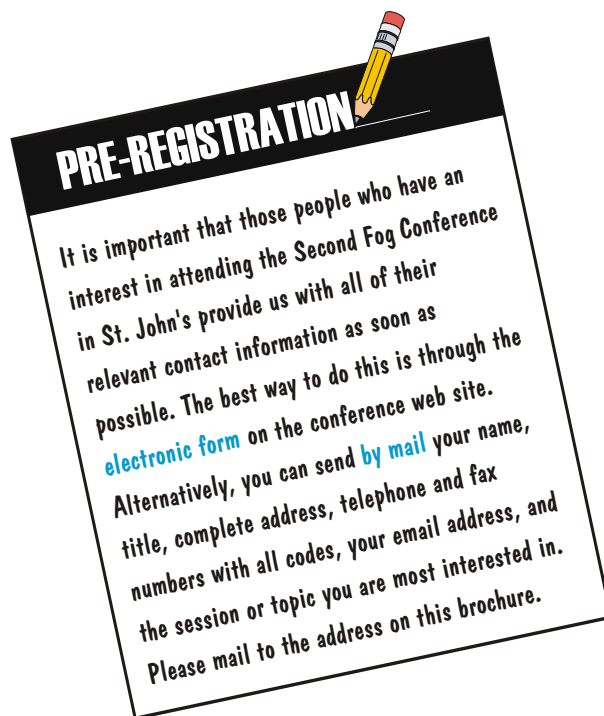 PRE-REGISTRATION
It is important that those people who have an
interest in attending the Second Fog Conference
in St. John's provide us with all of their
relevant contact information as soon as
possible. The best way to do this is through the
electronic form on the conference web site.
Alternatively, you can send by mail your name,
title, complete address, telephone and fax
numbers with all codes, your email address, and
the session or topic you are most interested in.
Please mail to the address on this brochure.